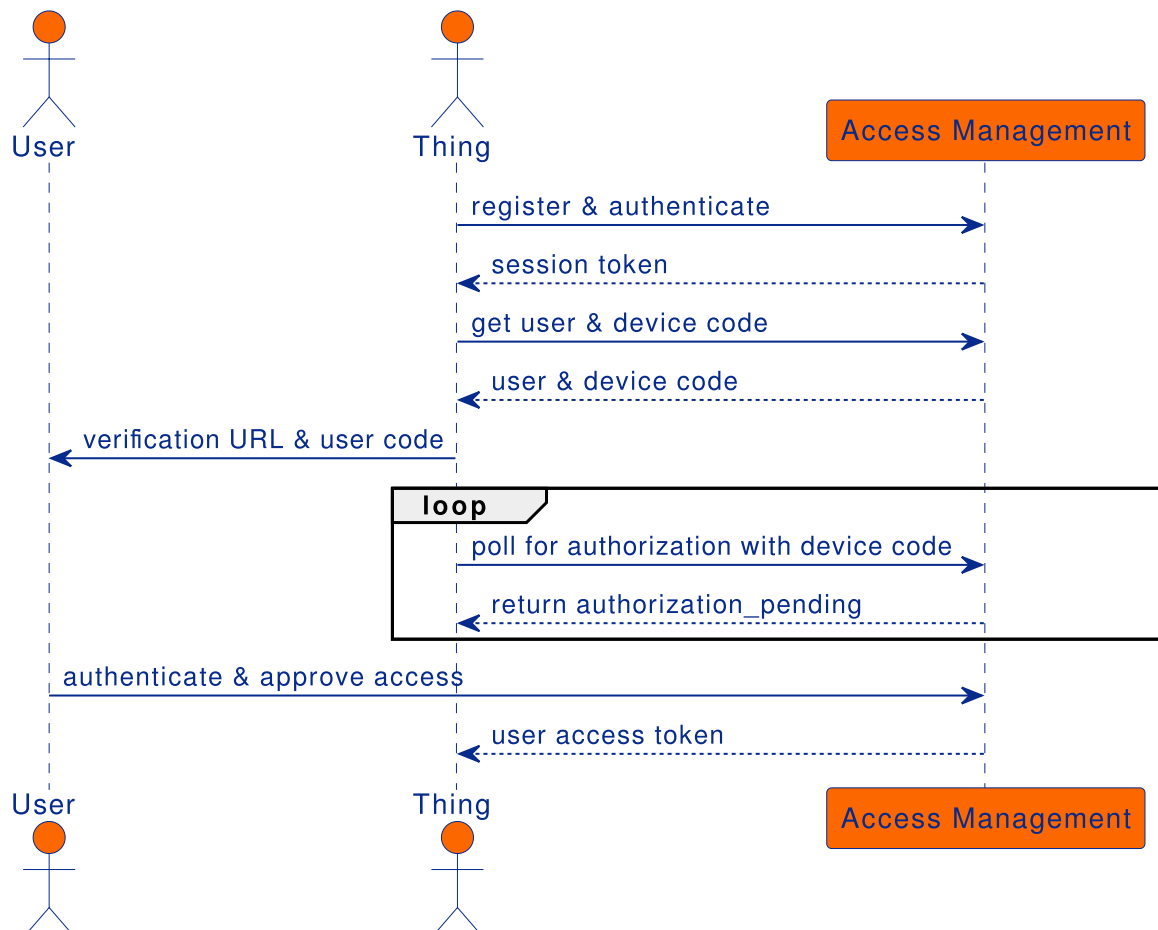 User
Thing
Access Management
register & authenticate
session token
get user & device code
user & device code
verification URL & user code
loop
poll for authorization with device code
return authorization_pending
authenticate & approve access
user access token
User
Thing
Access Management